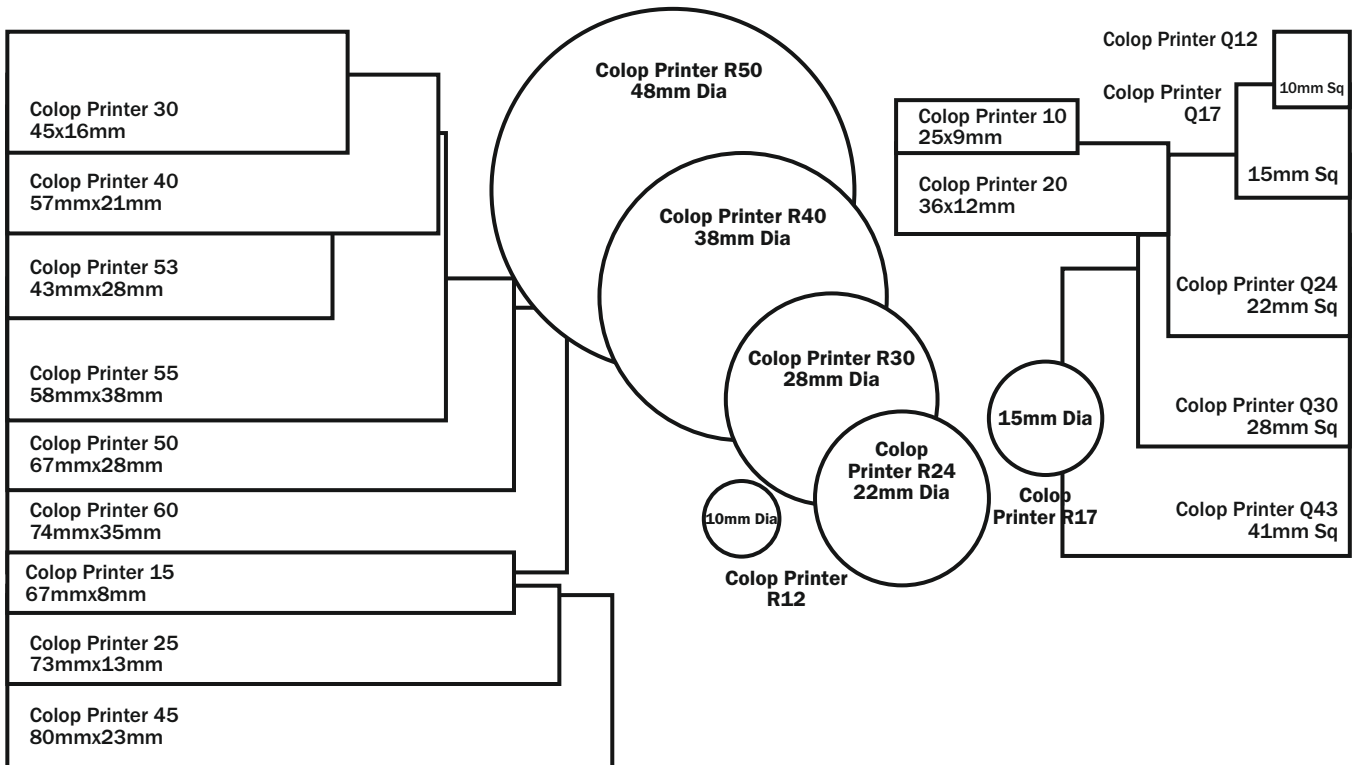 Colop Printer 30
45x16mm
Colop Printer 40
57mmx21mm
Colop Printer 53
43mmx28mm
Colop Printer 55
58mmx38mm
Colop Printer 50
67mmx28mm
Colop Printer 60
74mmx35mm
Colop Printer 15
67mmx8mm
Colop Printer 25
73mmx13mm
Colop Printer 45
80mmx23mm
Colop Printer R50
48mm Dia
Colop Printer R40
38mm Dia
Colop Printer R30
28mm Dia
Colop
Printer R24
22mm Dia
10mm Dia
Colop Printer
R12
15mm Dia
Colop
Printer R17
Colop Printer 10
25x9mm
Colop Printer 20
36x12mm
Colop Printer Q12
10mm Sq
Colop Printer
Q17
15mm Sq
Colop Printer Q24
22mm Sq
Colop Printer Q30
28mm Sq
Colop Printer Q43
41mm Sq